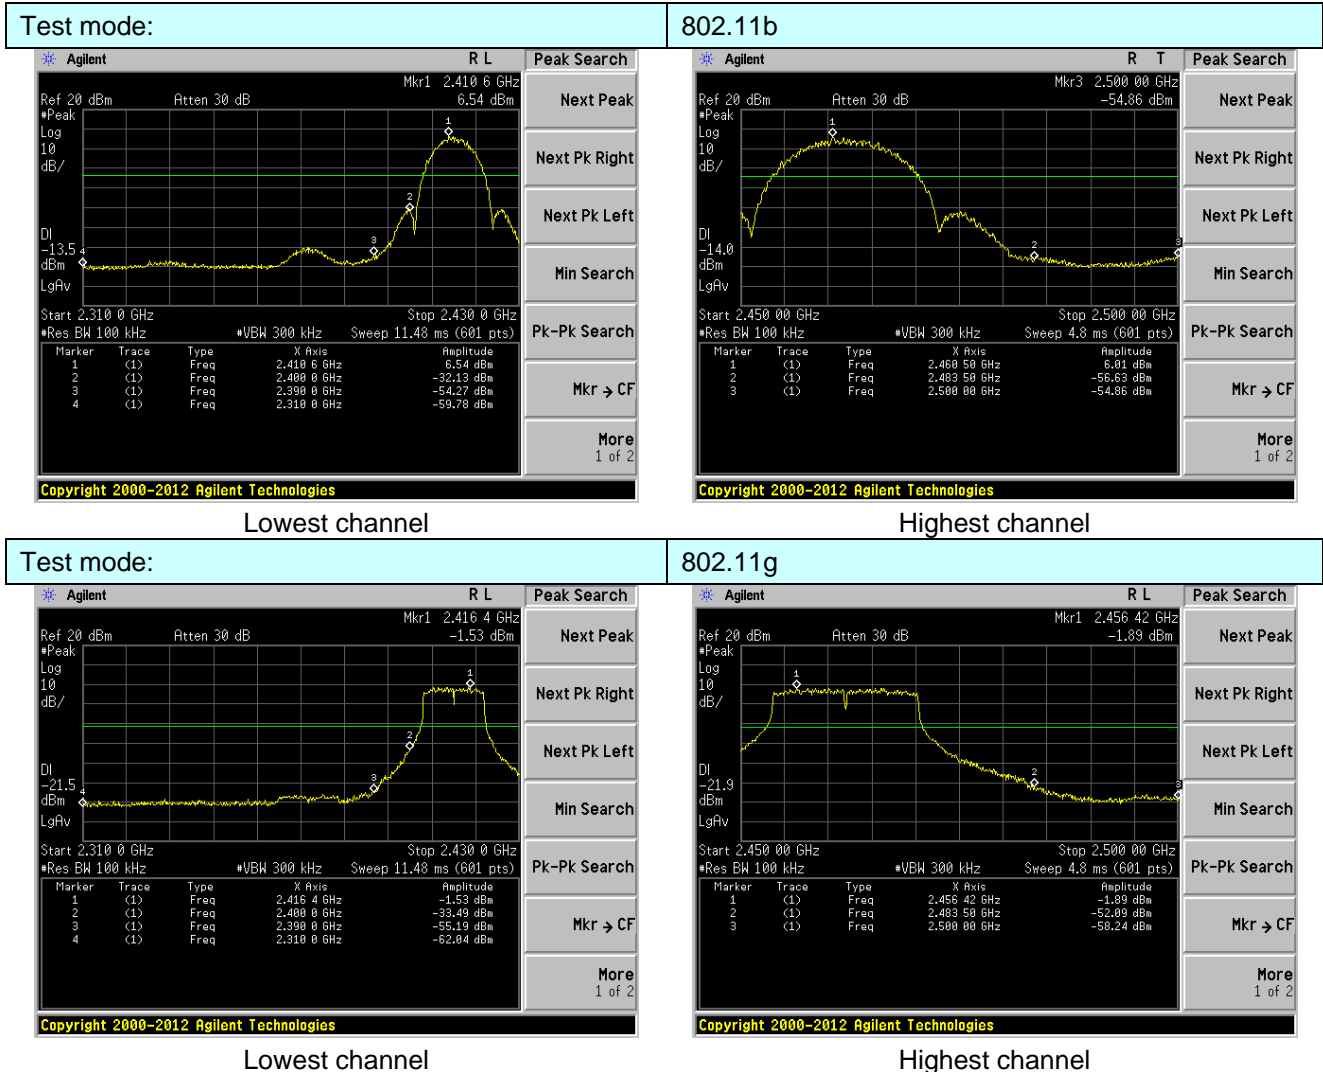 Test mode: 802.11b
Agilent R L Peak Search
Mkr1 2.410 6 GHz
Ref 20 dBm Atten 30 dB 6.54 dBm
#Peak
Log
10
dB/
DI
-13.5
dBm
LgAv
1
2
3
4
Start 2.310 0 GHz Stop 2.430 0 GHz
#Res BW 100 kHz #VBW 300 kHz Sweep 11.48 ms (601 pts)
Marker Trace Type X Axis Amplitude
1 (1) Freq 2.410 6 GHz 6.54 dBm
2 (1) Freq 2.400 0 GHz -32.13 dBm
3 (1) Freq 2.390 0 GHz -54.27 dBm
4 (1) Freq 2.310 0 GHz -59.78 dBm
Next Peak
Next Pk Right
Next Pk Left
Min Search
Pk-Pk Search
Mkr → CF
More
1 of 2
Copyright 2000-2012 Agilent Technologies
Lowest channel
Agilent R T Peak Search
Mkr3 2.500 00 GHz
Ref 20 dBm Atten 30 dB -54.86 dBm
#Peak
Log
10
dB/
DI
-14.0
dBm
LgAv
1
2
3
Start 2.450 00 GHz Stop 2.500 00 GHz
#Res BW 100 kHz #VBW 300 kHz Sweep 4.8 ms (601 pts)
Marker Trace Type X Axis Amplitude
1 (1) Freq 2.460 50 GHz 6.01 dBm
2 (1) Freq 2.483 50 GHz -56.63 dBm
3 (1) Freq 2.500 00 GHz -54.86 dBm
Next Peak
Next Pk Right
Next Pk Left
Min Search
Pk-Pk Search
Mkr → CF
More
1 of 2
Copyright 2000-2012 Agilent Technologies
Highest channel
Test mode: 802.11g
Agilent R L Peak Search
Mkr1 2.416 4 GHz
Ref 20 dBm Atten 30 dB -1.53 dBm
#Peak
Log
10
dB/
DI
-21.5
dBm
LgAv
1
2
3
4
Start 2.310 0 GHz Stop 2.430 0 GHz
#Res BW 100 kHz #VBW 300 kHz Sweep 11.48 ms (601 pts)
Marker Trace Type X Axis Amplitude
1 (1) Freq 2.416 4 GHz -1.53 dBm
2 (1) Freq 2.400 0 GHz -33.49 dBm
3 (1) Freq 2.390 0 GHz -55.19 dBm
4 (1) Freq 2.310 0 GHz -62.04 dBm
Next Peak
Next Pk Right
Next Pk Left
Min Search
Pk-Pk Search
Mkr → CF
More
1 of 2
Copyright 2000-2012 Agilent Technologies
Lowest channel
Agilent R L Peak Search
Mkr1 2.456 42 GHz
Ref 20 dBm Atten 30 dB -1.89 dBm
#Peak
Log
10
dB/
DI
-21.9
dBm
LgAv
1
2
3
Start 2.450 00 GHz Stop 2.500 00 GHz
#Res BW 100 kHz #VBW 300 kHz Sweep 4.8 ms (601 pts)
Marker Trace Type X Axis Amplitude
1 (1) Freq 2.456 42 GHz -1.89 dBm
2 (1) Freq 2.483 50 GHz -52.09 dBm
3 (1) Freq 2.500 00 GHz -58.24 dBm
Next Peak
Next Pk Right
Next Pk Left
Min Search
Pk-Pk Search
Mkr → CF
More
1 of 2
Copyright 2000-2012 Agilent Technologies
Highest channel